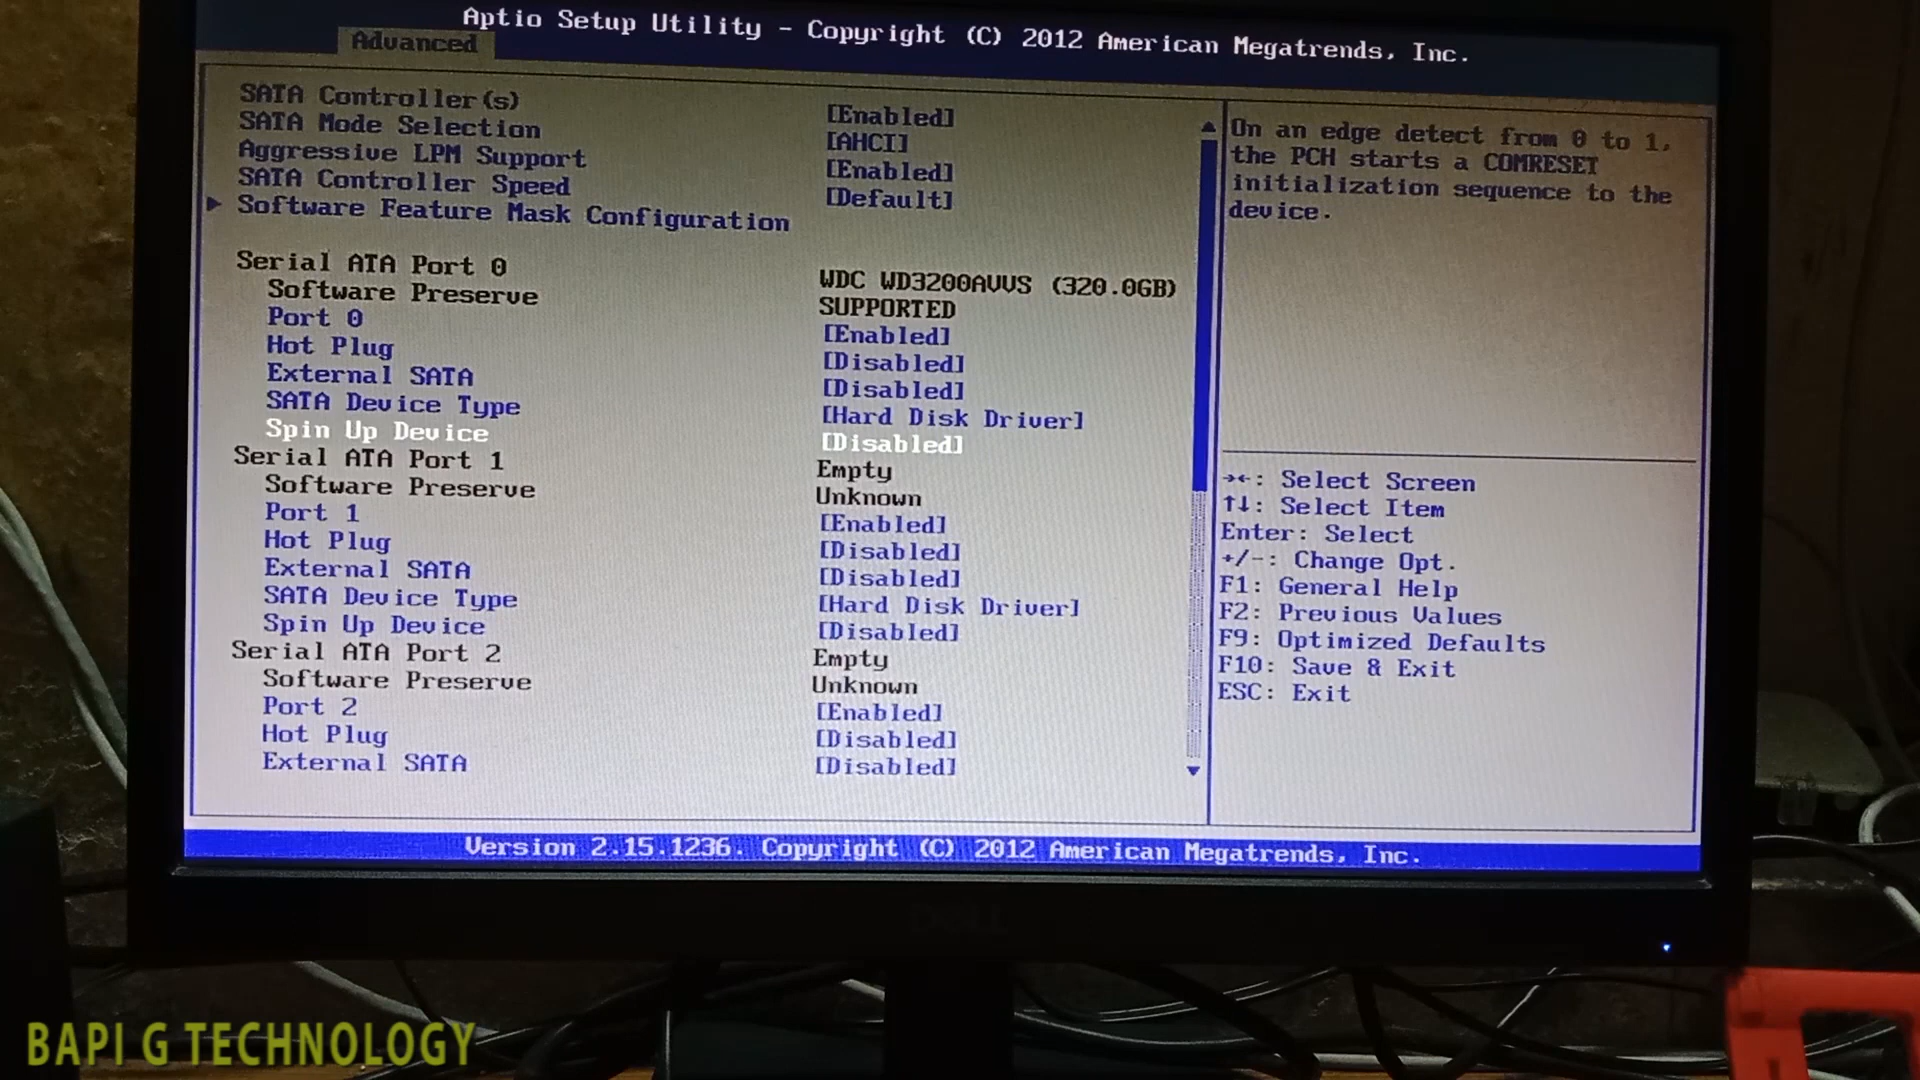 Aptio Setup Utility - Copyright (C) 2012 American Megatrends, Inc.
Advanced
SATA Controller(s) [Enabled]
SATA Mode Selection [AHCI]
Aggressive LPM Support [Enabled]
SATA Controller Speed [Default]
Software Feature Mask Configuration
Serial ATA Port 0 WDC WD3200AVVS (320.0GB)
Software Preserve SUPPORTED
Port 0 [Enabled]
Hot Plug [Disabled]
External SATA [Disabled]
SATA Device Type [Hard Disk Driver]
Spin Up Device [Disabled]
Serial ATA Port 1 Empty
Software Preserve Unknown
Port 1 [Enabled]
Hot Plug [Disabled]
External SATA [Disabled]
SATA Device Type [Hard Disk Driver]
Spin Up Device [Disabled]
Serial ATA Port 2 Empty
Software Preserve Unknown
Port 2 [Enabled]
Hot Plug [Disabled]
External SATA [Disabled]
On an edge detect from 0 to 1,
the PCH starts a COMRESET
initialization sequence to the
device.
→←: Select Screen
↑↓: Select Item
Enter: Select
+/-: Change Opt.
F1: General Help
F2: Previous Values
F9: Optimized Defaults
F10: Save & Exit
ESC: Exit
Version 2.15.1236. Copyright (C) 2012 American Megatrends, Inc.
DELL
BAPI G TECHNOLOGY